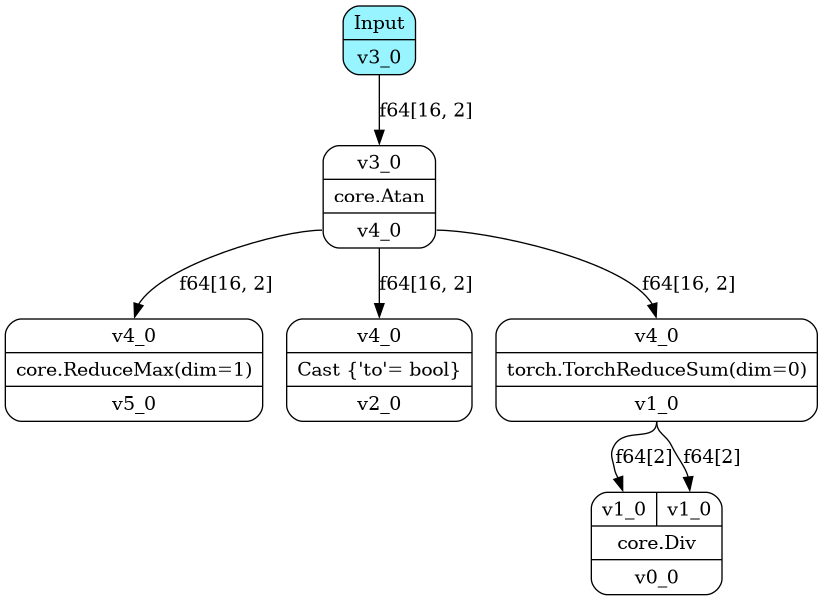 Input
v3_0
f64[16, 2]
v3_0
core.Atan
v4_0
f64[16, 2]
f64[16, 2]
f64[16, 2]
v4_0
core.ReduceMax(dim=1)
v5_0
v4_0
Cast {'to'= bool}
v2_0
v4_0
torch.TorchReduceSum(dim=0)
v1_0
f64[2]
f64[2]
v1_0
v1_0
core.Div
v0_0